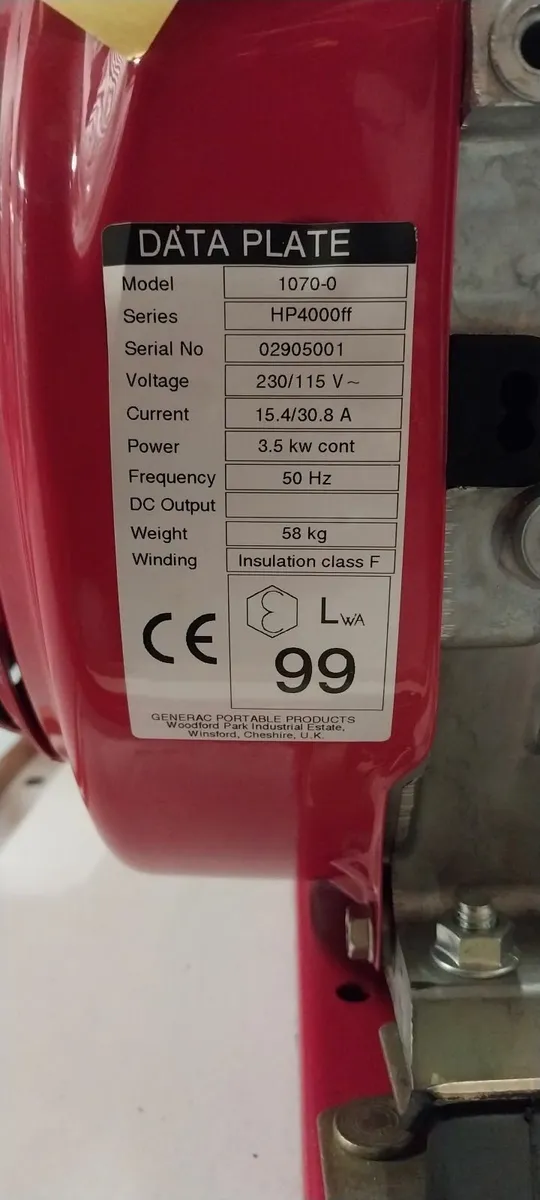 DATA PLATE
Model 1070-0
Series HP4000ff
Serial No 02905001
Voltage 230/115 V~
Current 15.4/30.8 A
Power 3.5 kw cont
Frequency 50 Hz
DC Output
Weight 58 kg
Winding Insulation class F
CE ε LWA
99
GENERAC PORTABLE PRODUCTS
Woodford Park Industrial Estate,
Winsford, Cheshire, U.K.